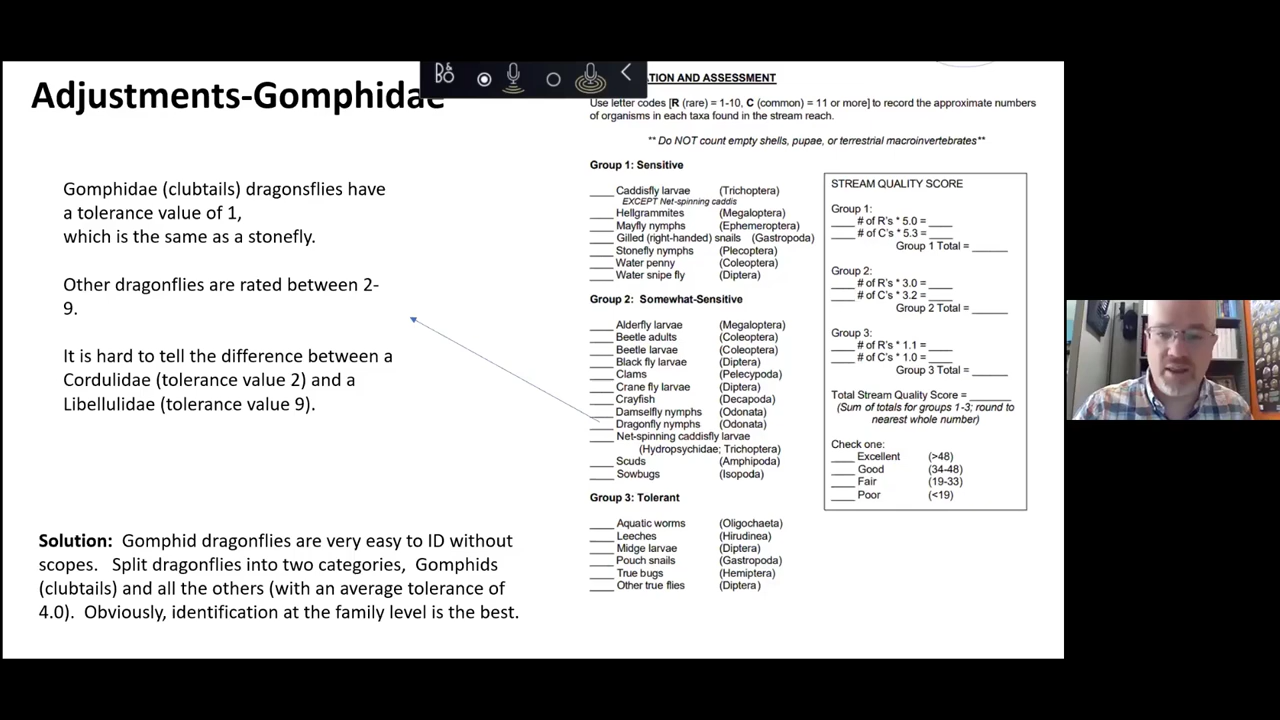 Adjustments-Gomphidae
Gomphidae (clubtails) dragonsflies have
a tolerance value of 1,
which is the same as a stonefly.
Other dragonflies are rated between 2-
9.
It is hard to tell the difference between a
Cordulidae (tolerance value 2) and a
Libellulidae (tolerance value 9).
Solution: Gomphid dragonflies are very easy to ID without
scopes. Split dragonflies into two categories, Gomphids
(clubtails) and all the others (with an average tolerance of
4.0). Obviously, identification at the family level is the best.
AND ASSESSMENT
Use letter codes [R (rare) = 1-10, C (common) = 11 or more] to record the approximate numbers
of organisms in each taxa found in the stream reach.
** Do NOT count empty shells, pupae, or terrestrial macroinvertebrates**
Group 1: Sensitive
____ Caddisfly larvae (Trichoptera)
EXCEPT Net-spinning caddis
____ Hellgrammites (Megaloptera)
____ Mayfly nymphs (Ephemeroptera)
____ Gilled (right-handed) snails (Gastropoda)
____ Stonefly nymphs (Plecoptera)
____ Water penny (Coleoptera)
____ Water snipe fly (Diptera)
Group 2: Somewhat-Sensitive
____ Alderfly larvae (Megaloptera)
____ Beetle adults (Coleoptera)
____ Beetle larvae (Coleoptera)
____ Black fly larvae (Diptera)
____ Clams (Pelecypoda)
____ Crane fly larvae (Diptera)
____ Crayfish (Decapoda)
____ Damselfly nymphs (Odonata)
____ Dragonfly nymphs (Odonata)
____ Net-spinning caddisfly larvae
(Hydropsychidae; Trichoptera)
____ Scuds (Amphipoda)
____ Sowbugs (Isopoda)
Group 3: Tolerant
____ Aquatic worms (Oligochaeta)
____ Leeches (Hirudinea)
____ Midge larvae (Diptera)
____ Pouch snails (Gastropoda)
____ True bugs (Hemiptera)
____ Other true flies (Diptera)
STREAM QUALITY SCORE
Group 1:
____ # of R's * 5.0 = ____
____ # of C's * 5.3 = ____
Group 1 Total = ______
Group 2:
____ # of R's * 3.0 = ____
____ # of C's * 3.2 = ____
Group 2 Total = ______
Group 3:
____ # of R's * 1.1 = ____
____ # of C's * 1.0 = ____
Group 3 Total = ______
Total Stream Quality Score = _______
(Sum of totals for groups 1-3; round to
nearest whole number)
Check one:
____ Excellent (>48)
____ Good (34-48)
____ Fair (19-33)
____ Poor (<19)